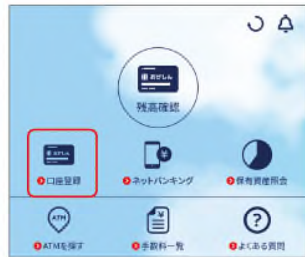 おぎしん
残高確認
口座登録
ネットバンキング
保有資産照会
ATM
ATMを探す
手数料一覧
よくある質問